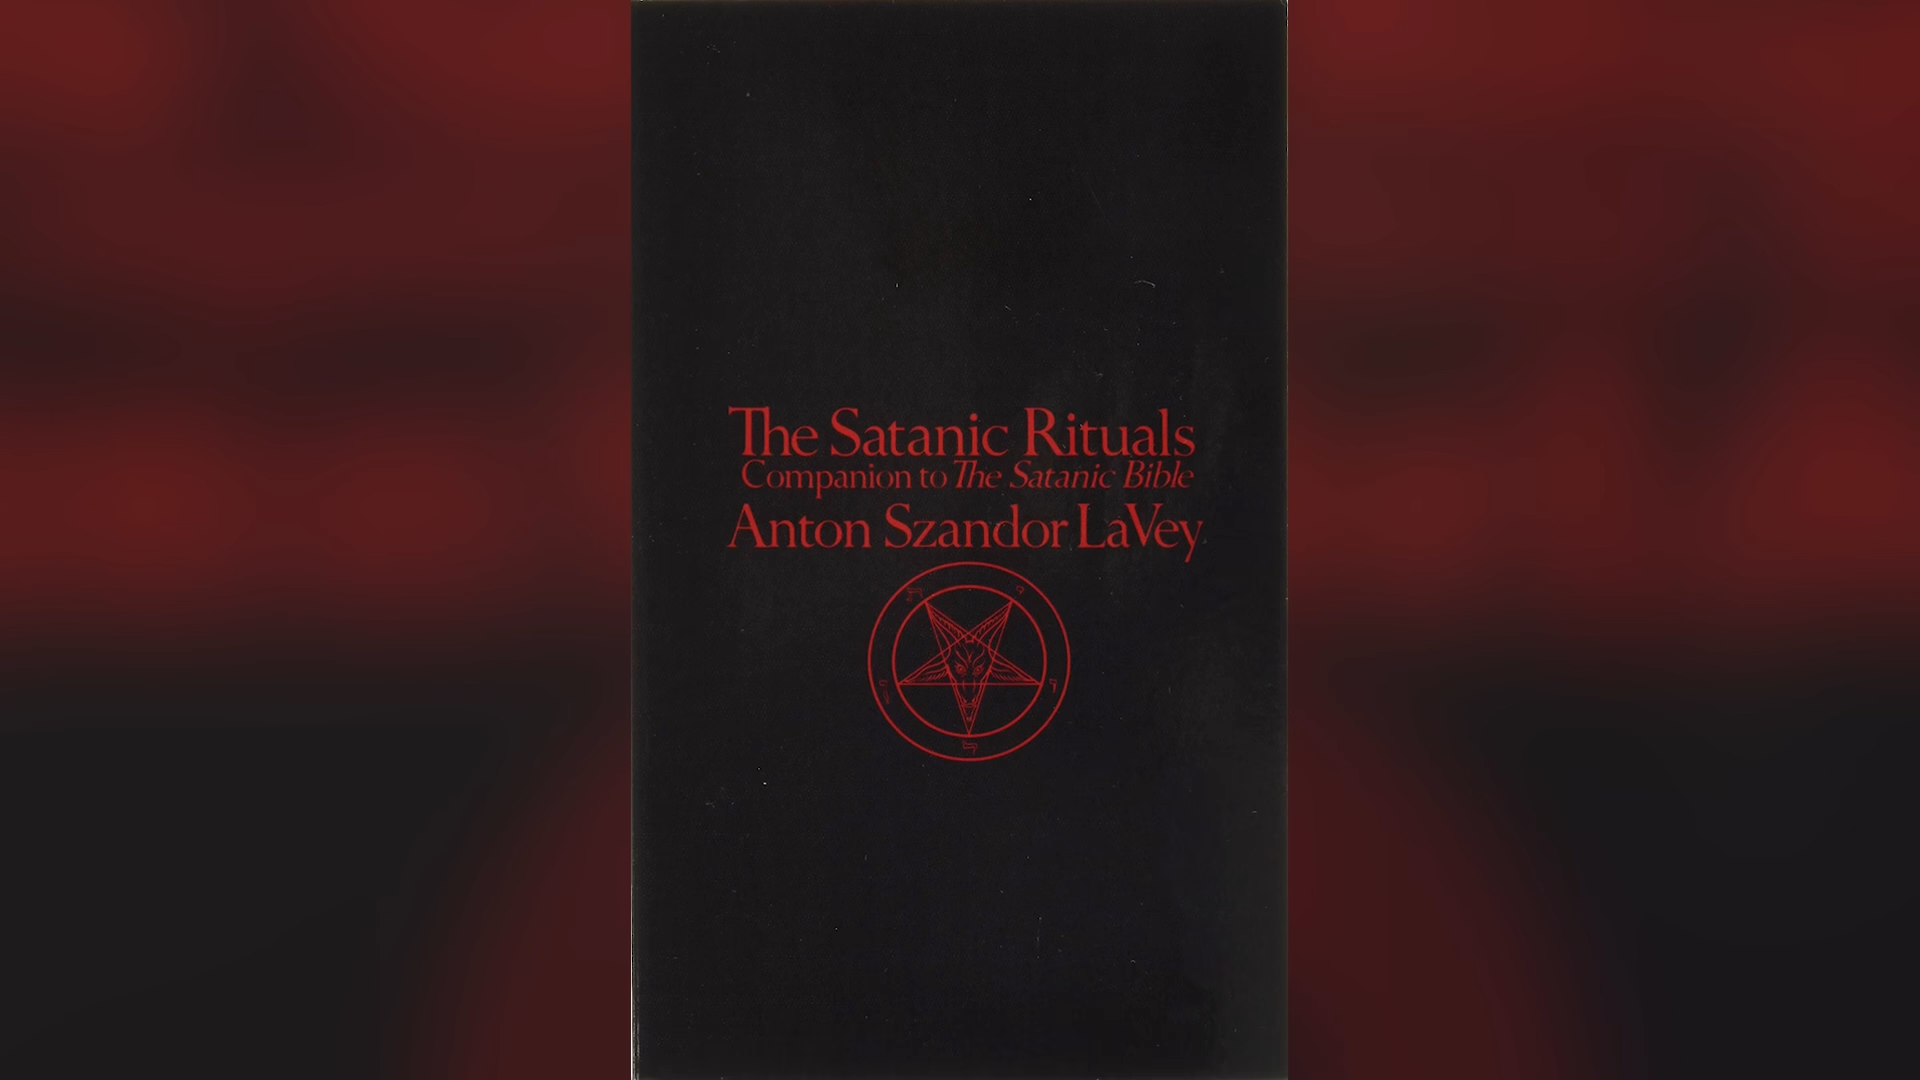 The Satanic Rituals
Companion to The Satanic Bible
Anton Szandor LaVey